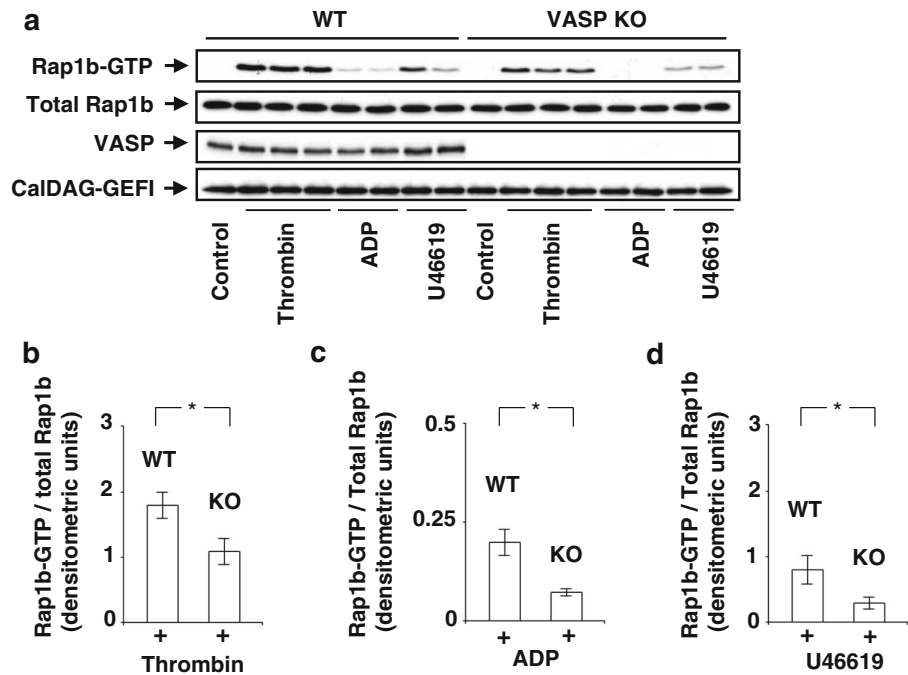 a
WT VASP KO
Rap1b-GTP
Total Rap1b
VASP
CalDAG-GEFI
Control Thrombin ADP U46619 Control Thrombin ADP U46619
b
Rap1b-GTP / total Rap1b
(densitometric units)
3
2
1
0
*
WT
KO
+ +
Thrombin
c
Rap1b-GTP / Total Rap1b
(densitometric units)
0.5
0.25
0
*
WT
KO
+ +
ADP
d
Rap1b-GTP / Total Rap1b
(densitometric units)
3
2
1
0
*
WT
KO
+ +
U46619